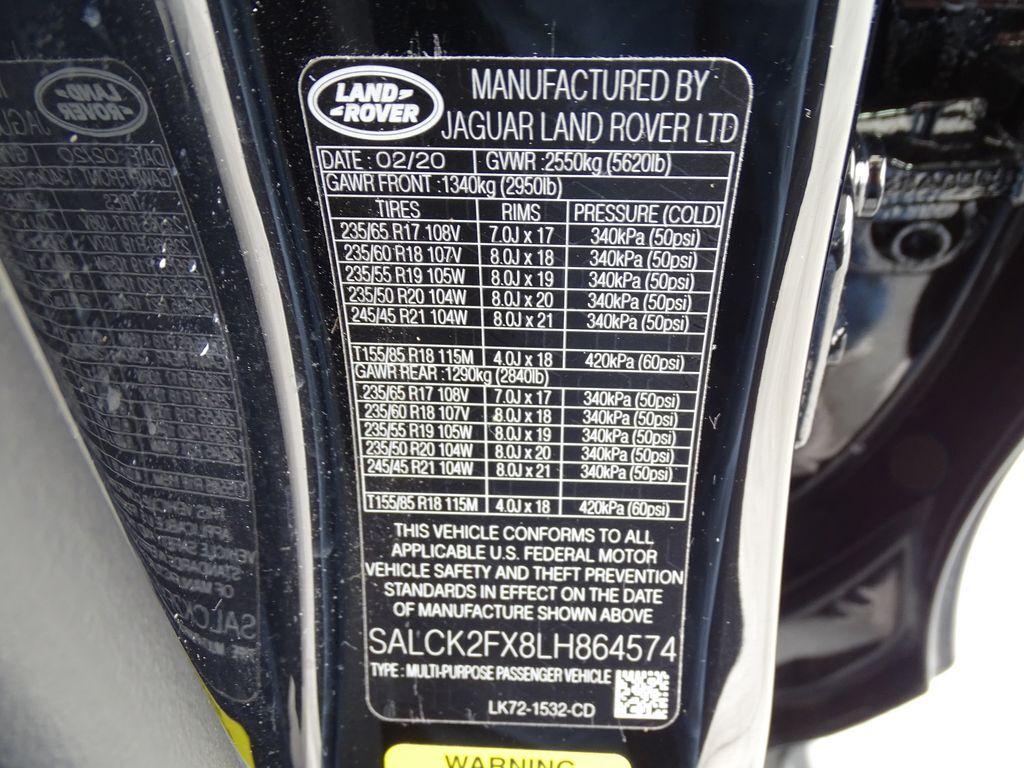 LAND-
-ROVER
MANUFACTURED BY
JAGUAR LAND ROVER LTD
DATE : 02/20 GVWR :2550kg (5620lb)
GAWR FRONT :1340kg (2950lb)
TIRES RIMS PRESSURE (COLD)
235/65 R17 108V 7.0J x 17 340kPa (50psi)
235/60 R18 107V 8.0J x 18 340kPa (50psi)
235/55 R19 105W 8.0J x 19 340kPa (50psi)
235/50 R20 104W 8.0J x 20 340kPa (50psi)
245/45 R21 104W 8.0J x 21 340kPa (50psi)
T155/85 R18 115M 4.0J x 18 420kPa (60psi)
GAWR REAR :1290kg (2840lb)
235/65 R17 108V 7.0J x 17 340kPa (50psi)
235/60 R18 107V 8.0J x 18 340kPa (50psi)
235/55 R19 105W 8.0J x 19 340kPa (50psi)
235/50 R20 104W 8.0J x 20 340kPa (50psi)
245/45 R21 104W 8.0J x 21 340kPa (50psi)
T155/85 R18 115M 4.0J x 18 420kPa (60psi)
THIS VEHICLE CONFORMS TO ALL
APPLICABLE U.S. FEDERAL MOTOR
VEHICLE SAFETY AND THEFT PREVENTION
STANDARDS IN EFFECT ON THE DATE
OF MANUFACTURE SHOWN ABOVE
SALCK2FX8LH864574
TYPE : MULTI-PURPOSE PASSENGER VEHICLE
LK72-1532-CD
WARNING